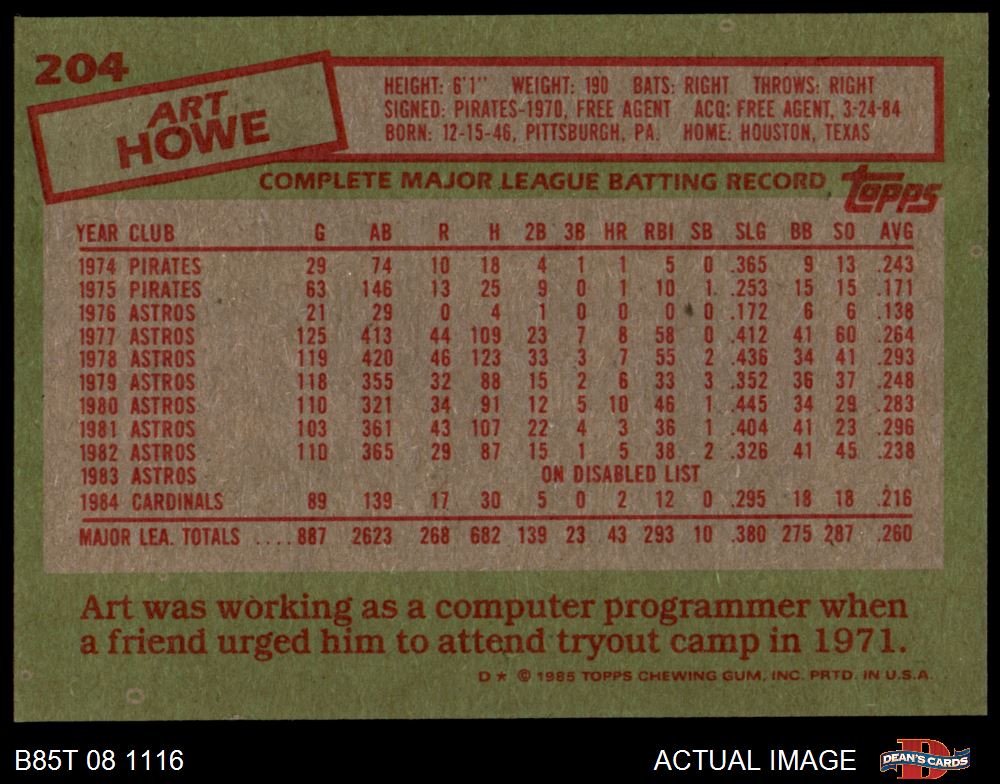 204
ART
HOWE
HEIGHT: 6'1" WEIGHT: 190 BATS: RIGHT THROWS: RIGHT
SIGNED: PIRATES-1970, FREE AGENT ACQ: FREE AGENT, 3-24-84
BORN: 12-15-46, PITTSBURGH, PA. HOME: HOUSTON, TEXAS
COMPLETE MAJOR LEAGUE BATTING RECORD
topps
YEAR CLUB G AB R H 2B 3B HR RBI SB SLG BB SO AVG
1974 PIRATES 29 74 10 18 4 1 1 5 0 .365 9 13 .243
1975 PIRATES 63 146 13 25 9 0 1 10 1 .253 15 15 .171
1976 ASTROS 21 29 0 4 1 0 0 0 0 .172 6 6 .138
1977 ASTROS 125 413 44 109 23 7 8 58 0 .412 41 60 .264
1978 ASTROS 119 420 46 123 33 3 7 55 2 .436 34 41 .293
1979 ASTROS 118 355 32 88 15 2 6 33 3 .352 36 37 .248
1980 ASTROS 110 321 34 91 12 5 10 46 1 .445 34 29 .283
1981 ASTROS 103 361 43 107 22 4 3 36 1 .404 41 23 .296
1982 ASTROS 110 365 29 87 15 1 5 38 2 .326 41 45 .238
1983 ASTROS ON DISABLED LIST
1984 CARDINALS 89 139 17 30 5 0 2 12 0 .295 18 18 .216
MAJOR LEA. TOTALS ....887 2623 268 682 139 23 43 293 10 .380 275 287 .260
Art was working as a computer programmer when
a friend urged him to attend tryout camp in 1971.
D★ © 1985 TOPPS CHEWING GUM, INC. PRTD. IN U.S.A.
B85T 08 1116 ACTUAL IMAGE DEAN'S CARDS